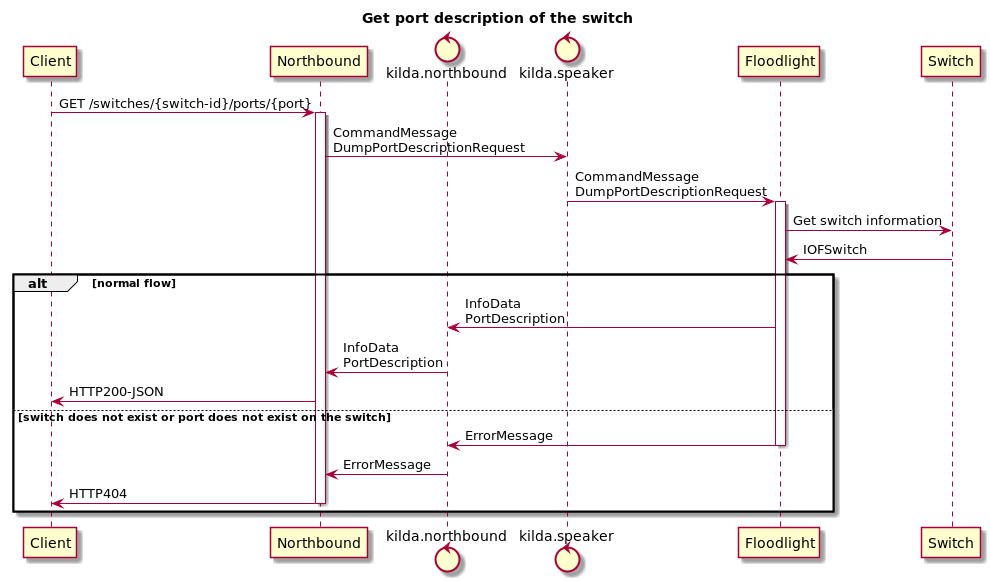 Get port description of the switch
Client
Northbound
kilda.northbound
kilda.speaker
Floodlight
Switch
GET /switches/{switch-id}/ports/{port}
CommandMessage
DumpPortDescriptionRequest
CommandMessage
DumpPortDescriptionRequest
Get switch information
IOFSwitch
alt [normal flow]
InfoData
PortDescription
InfoData
PortDescription
HTTP200-JSON
[switch does not exist or port does not exist on the switch]
ErrorMessage
ErrorMessage
HTTP404
Client
Northbound
kilda.northbound
kilda.speaker
Floodlight
Switch